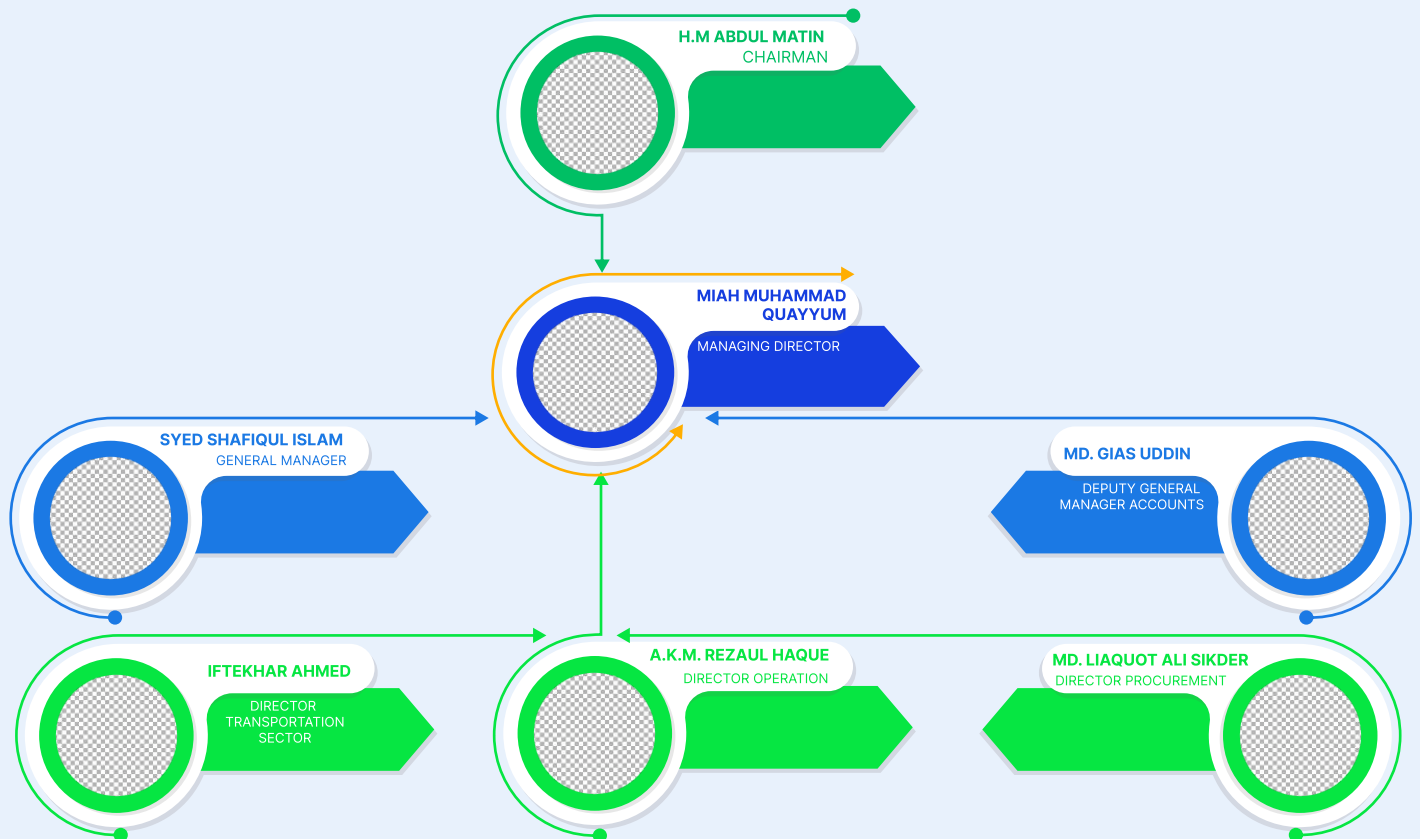 H.M ABDUL MATIN
CHAIRMAN
MIAH MUHAMMAD
QUAYYUM
MANAGING DIRECTOR
SYED SHAFIQUL ISLAM
GENERAL MANAGER
MD. GIAS UDDIN
DEPUTY GENERAL
MANAGER ACCOUNTS
IFTEKHAR AHMED
DIRECTOR
TRANSPORTATION
SECTOR
A.K.M. REZAUL HAQUE
DIRECTOR OPERATION
MD. LIAQUOT ALI SIKDER
DIRECTOR PROCUREMENT